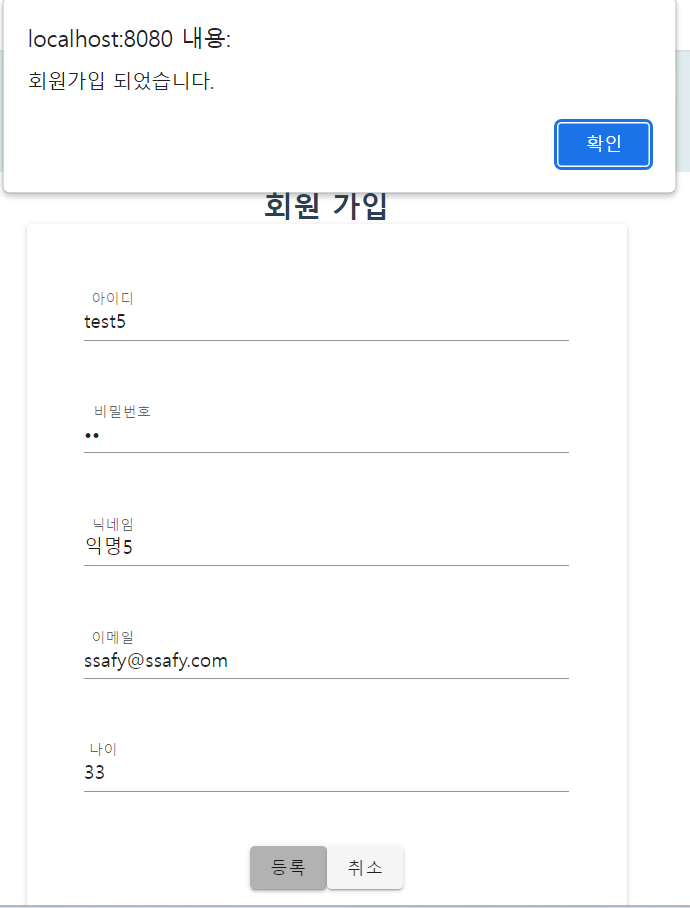 localhost:8080 내용:
회원가입 되었습니다.
확인
회원 가입
아이디
test5
비밀번호
••
닉네임
익명5
이메일
ssafy@ssafy.com
나이
33
등록 취소